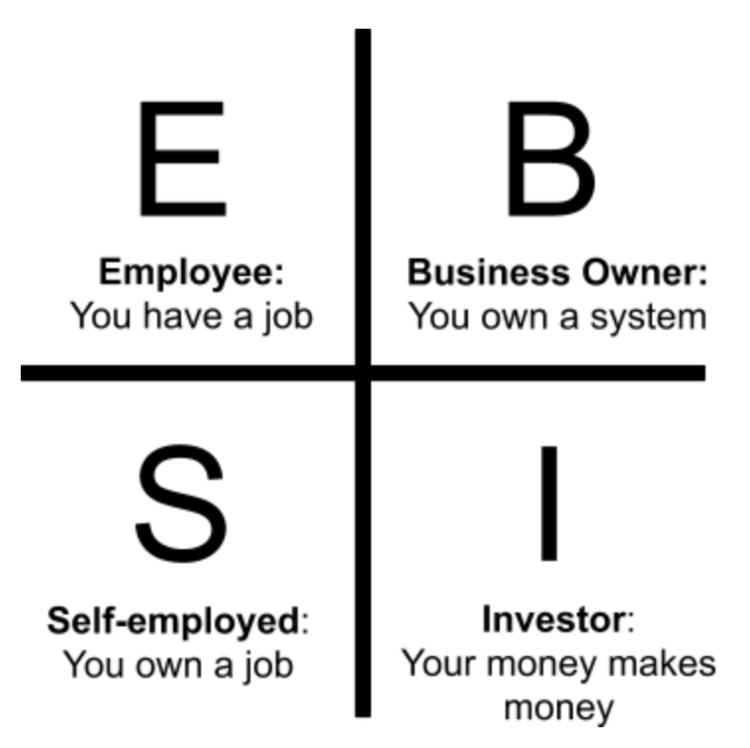 E
Employee:
You have a job
B
Business Owner:
You own a system
S
Self-employed:
You own a job
I
Investor:
Your money makes
money